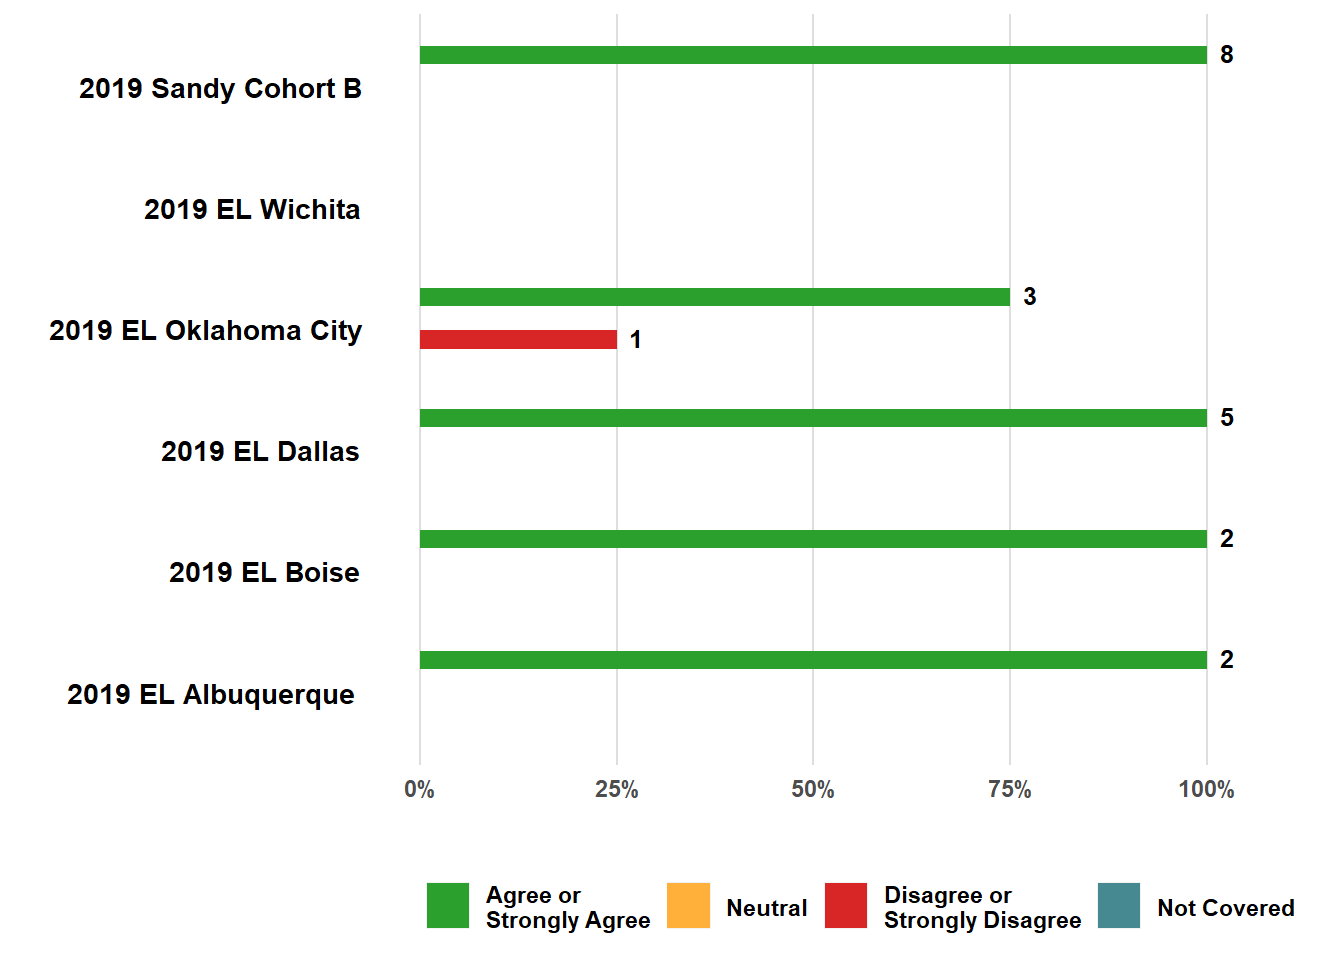 8
2019 Sandy Cohort B
2019 EL Wichita
3
2019 EL Oklahoma City
1
5
2019 EL Dallas
2
2019 EL Boise
2
2019 EL Albuquerque
0% 25% 50% 75% 100%
Agree or
Strongly Agree
Neutral
Disagree or
Strongly Disagree
Not Covered